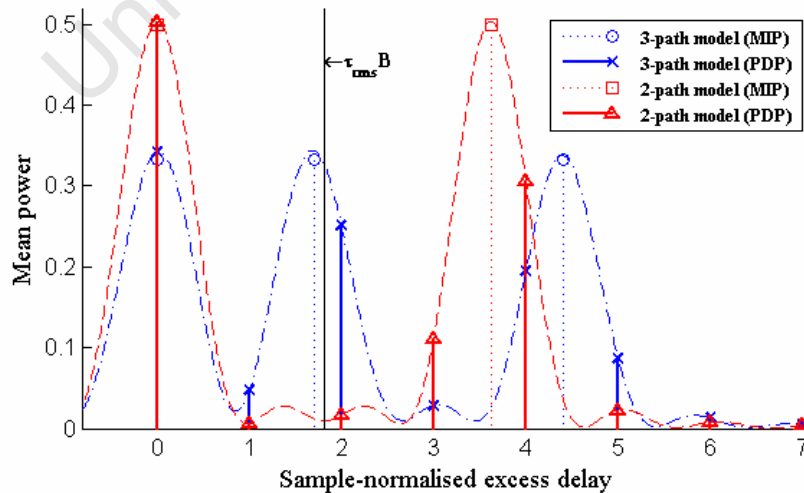 Uni
0.5
0.4
0.3
0.2
0.1
0
Mean power
←τrmsB
3-path model (MIP)
3-path model (PDP)
2-path model (MIP)
2-path model (PDP)
0 1 2 3 4 5 6 7
Sample-normalised excess delay